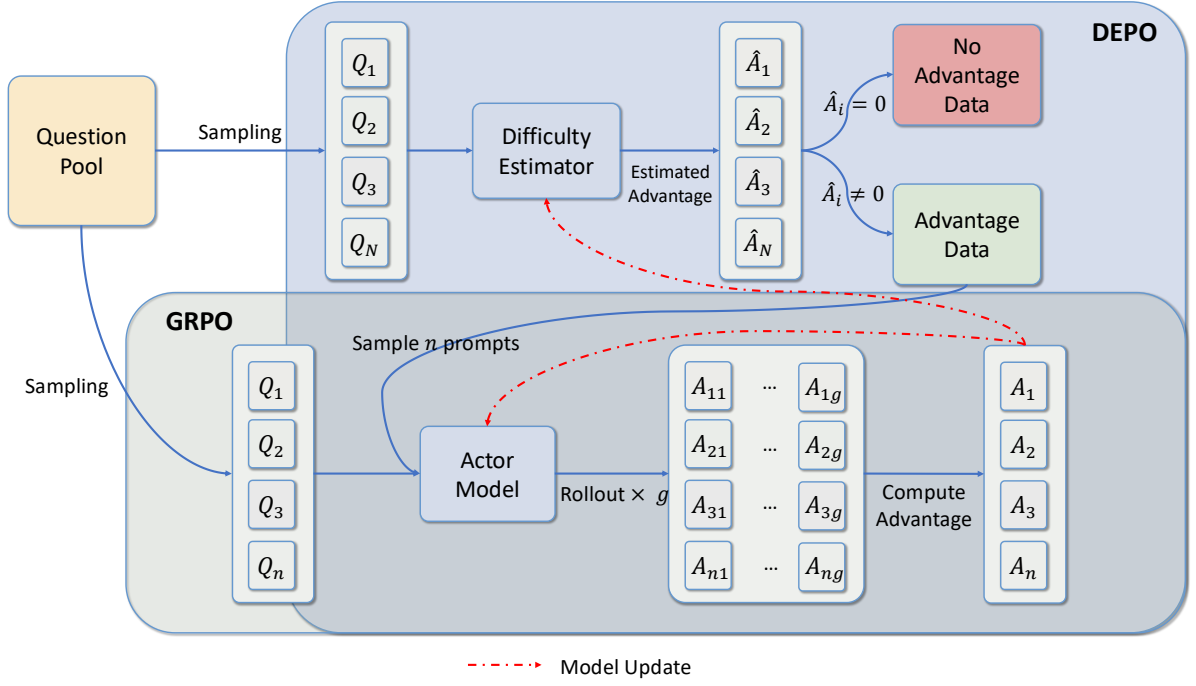 DEPO
Question
Pool
Sampling
Q₁
Q₂
Q₃
Q_N
Difficulty
Estimator
Estimated
Advantage
Â₁
Â₂
Â₃
Â_N
Âᵢ = 0
Âᵢ ≠ 0
No
Advantage
Data
Advantage
Data
GRPO
Sampling
Sample n prompts
Q₁
Q₂
Q₃
Qₙ
Actor
Model
Rollout × g
A₁₁ ... A₁g
A₂₁ ... A₂g
A₃₁ ... A₃g
Aₙ₁ ... Aₙg
Compute
Advantage
A₁
A₂
A₃
Aₙ
Model Update